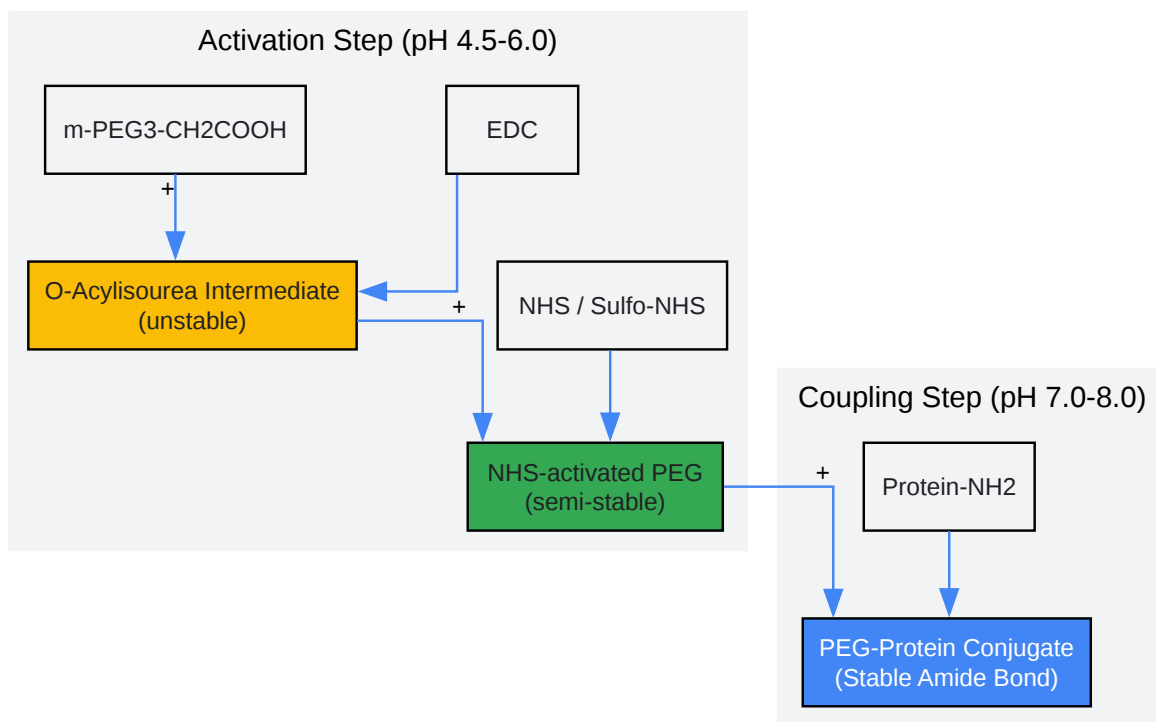 Activation Step (pH 4.5-6.0)
m-PEG3-CH2COOH
EDC
+
O-Acylisourea Intermediate
(unstable)
+
NHS / Sulfo-NHS
NHS-activated PEG
(semi-stable)
Coupling Step (pH 7.0-8.0)
+
Protein-NH2
PEG-Protein Conjugate
(Stable Amide Bond)